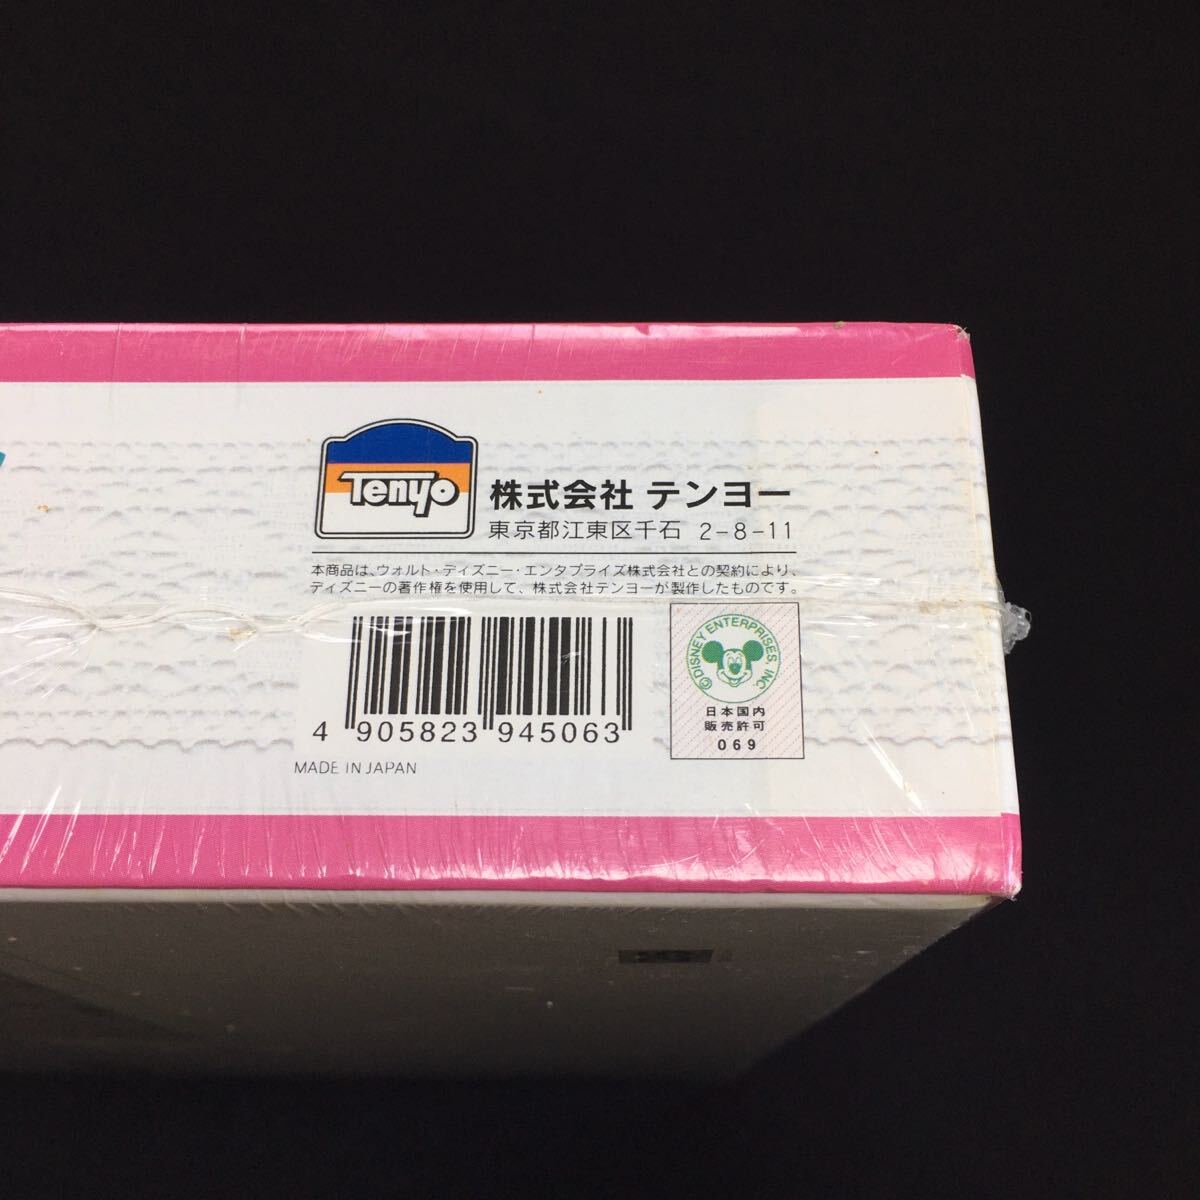 Tenyo
株式会社 テンヨー
東京都江東区千石 2-8-11
本商品は、ウォルト・ディズニー・エンタプライズ株式会社との契約により、
ディズニーの著作権を使用して、株式会社テンヨーが製作したものです。
4 905823 945063
MADE IN JAPAN
©DISNEY ENTERPRISES, INC.
日本国内
販売許可
069